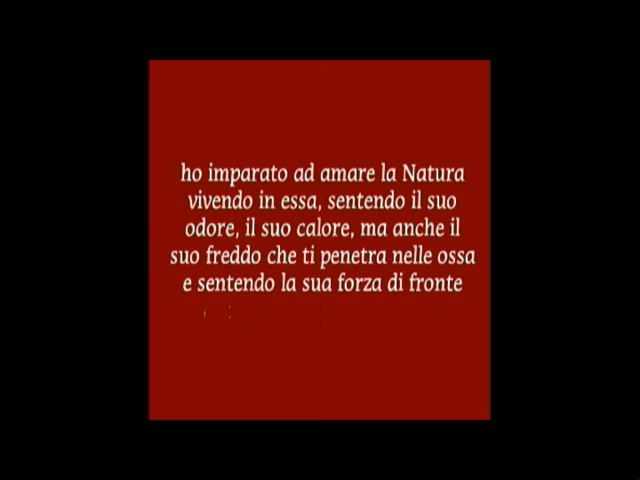 ho imparato ad amare la Natura
vivendo in essa, sentendo il suo
odore, il suo calore, ma anche il
suo freddo che ti penetra nelle ossa
e sentendo la sua forza di fronte